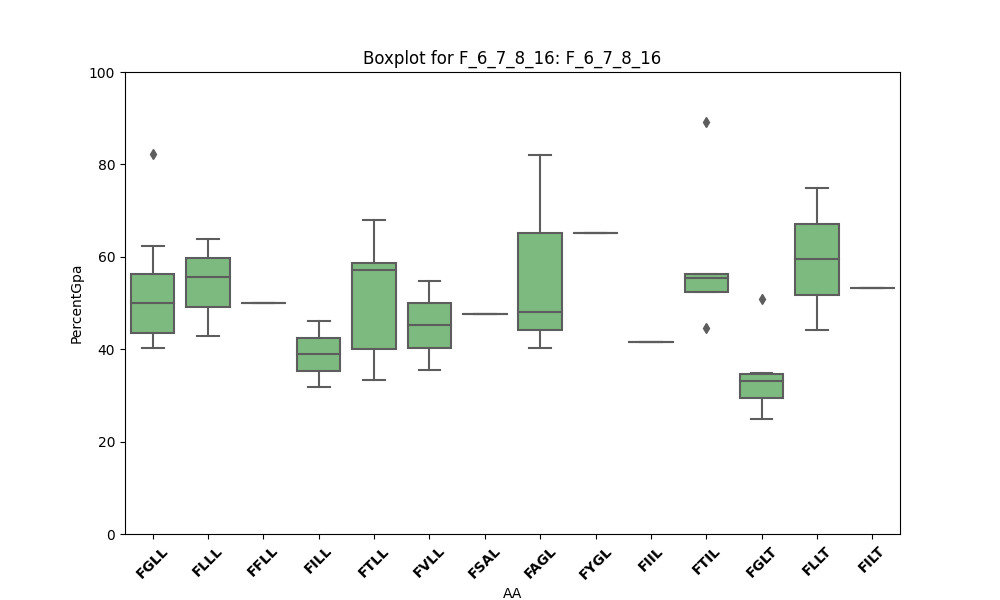 Boxplot for F_6_7_8_16: F_6_7_8_16
100
80
60
40
20
0
PercentGpa
FGLL FLLL FFLL FILL FTLL FVLL FSAL FAGL FYGL FIIL FTIL FGLT FLLT FILT
AA